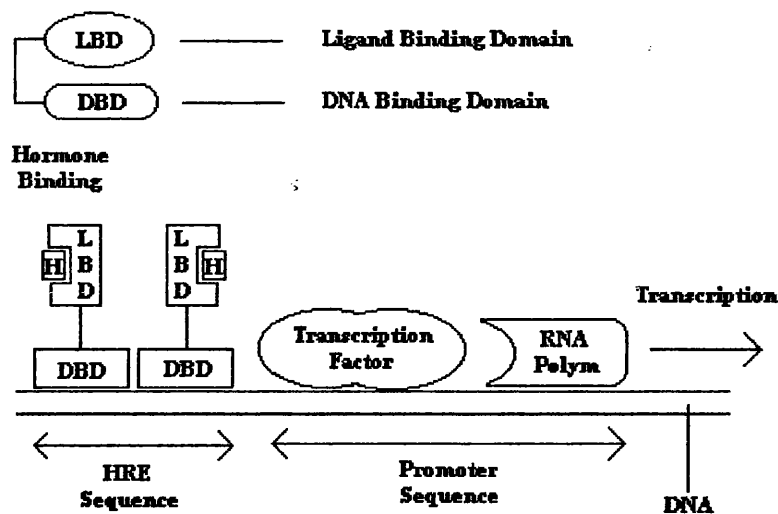 LBD Ligand Binding Domain
DBD DNA Binding Domain
Hormone
Binding
L
B
D
H
L
B
D
H
Transcription
Factor
RNA
Polym
Transcription
DBD
DBD
HRE
Sequence
Promoter
Sequence
DNA